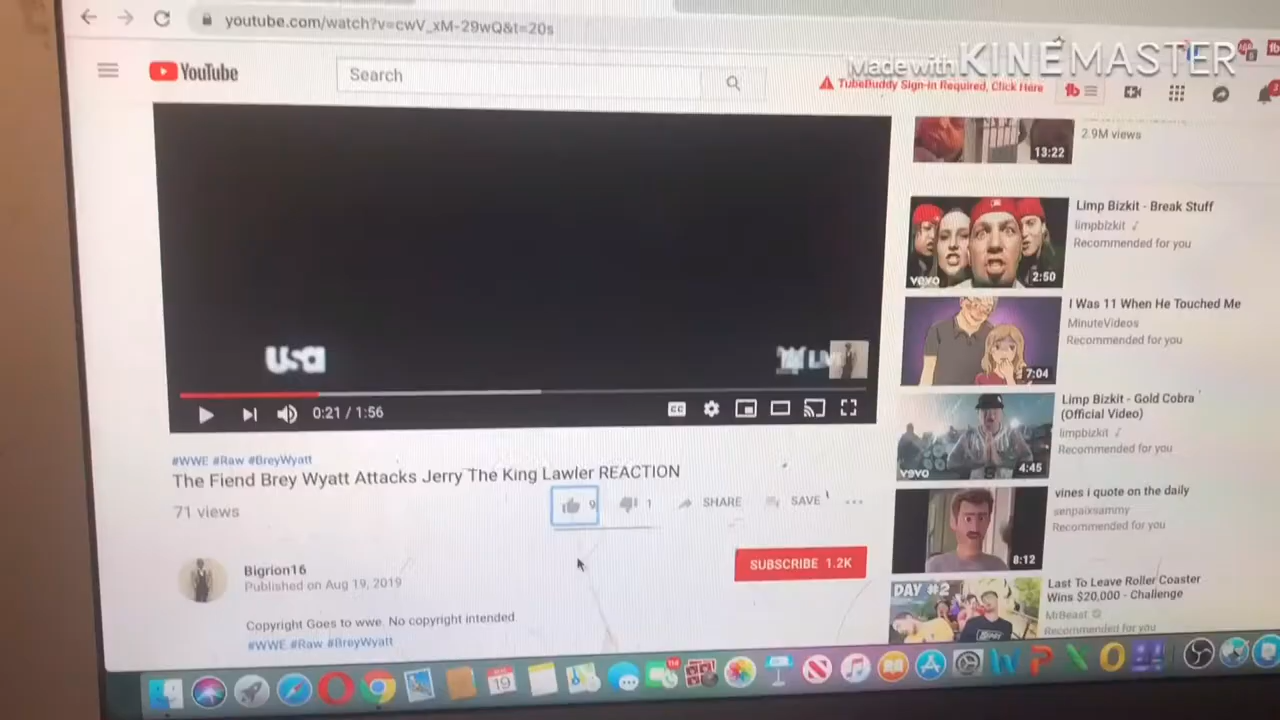 youtube.com/watch?v=cwV_xM-29wQ&t=20s
Made with KINEMASTER
YouTube
Search
TubeBuddy Sign-In Required, Click Here
tb
2.9M views
13:22
Limp Bizkit - Break Stuff
limpbizkit ♪
Recommended for you
vevo
2:50
I Was 11 When He Touched Me
MinuteVideos
Recommended for you
7:04
Limp Bizkit - Gold Cobra
(Official Video)
limpbizkit ♪
Recommended for you
vevo
4:45
vines i quote on the daily
senpaixsammy
Recommended for you
8:12
DAY #2
Last To Leave Roller Coaster
Wins $20,000 - Challenge
MrBeast
Recommended for you
USA
LIV
0:21 / 1:56
CC
#WWE #Raw #BreyWyatt
The Fiend Brey Wyatt Attacks Jerry The King Lawler REACTION
71 views
9
1
SHARE
SAVE
Bigrion16
Published on Aug 19, 2019
SUBSCRIBE 1.2K
Copyright Goes to wwe. No copyright intended
#WWE #Raw #BreyWyatt
19